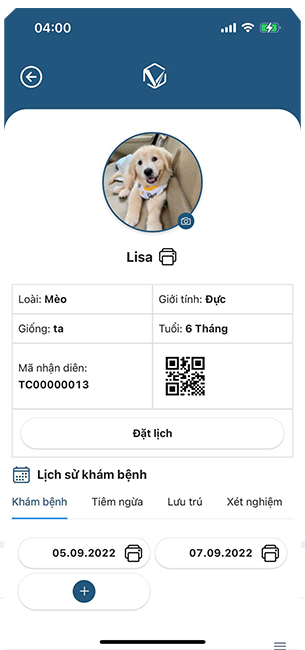 04:00
Lisa
Loài: Mèo
Giới tính: Đực
Giống: ta
Tuổi: 6 Tháng
Mã nhận diên:
TC00000013
Đặt lịch
Lịch sử khám bệnh
Khám bệnh Tiêm ngừa Lưu trú Xét nghiệm
05.09.2022 07.09.2022